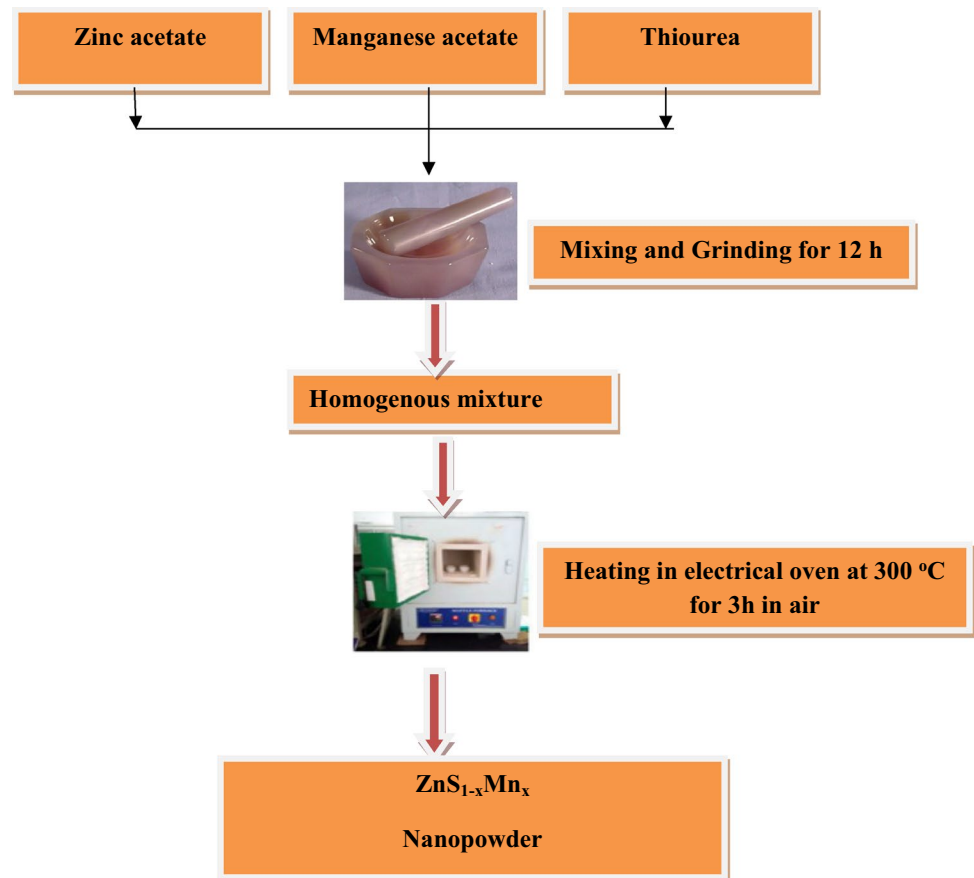 Zinc acetate
Manganese acetate
Thiourea
Mixing and Grinding for 12 h
Homogenous mixture
Heating in electrical oven at 300 °C
for 3h in air
ZnS₁₋ₓMnₓ
Nanopowder